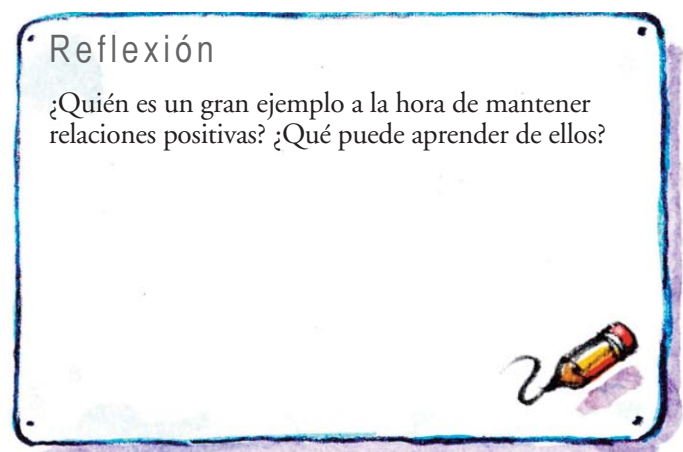 Reflexión
¿Quién es un gran ejemplo a la hora de mantener
relaciones positivas? ¿Qué puede aprender de ellos?